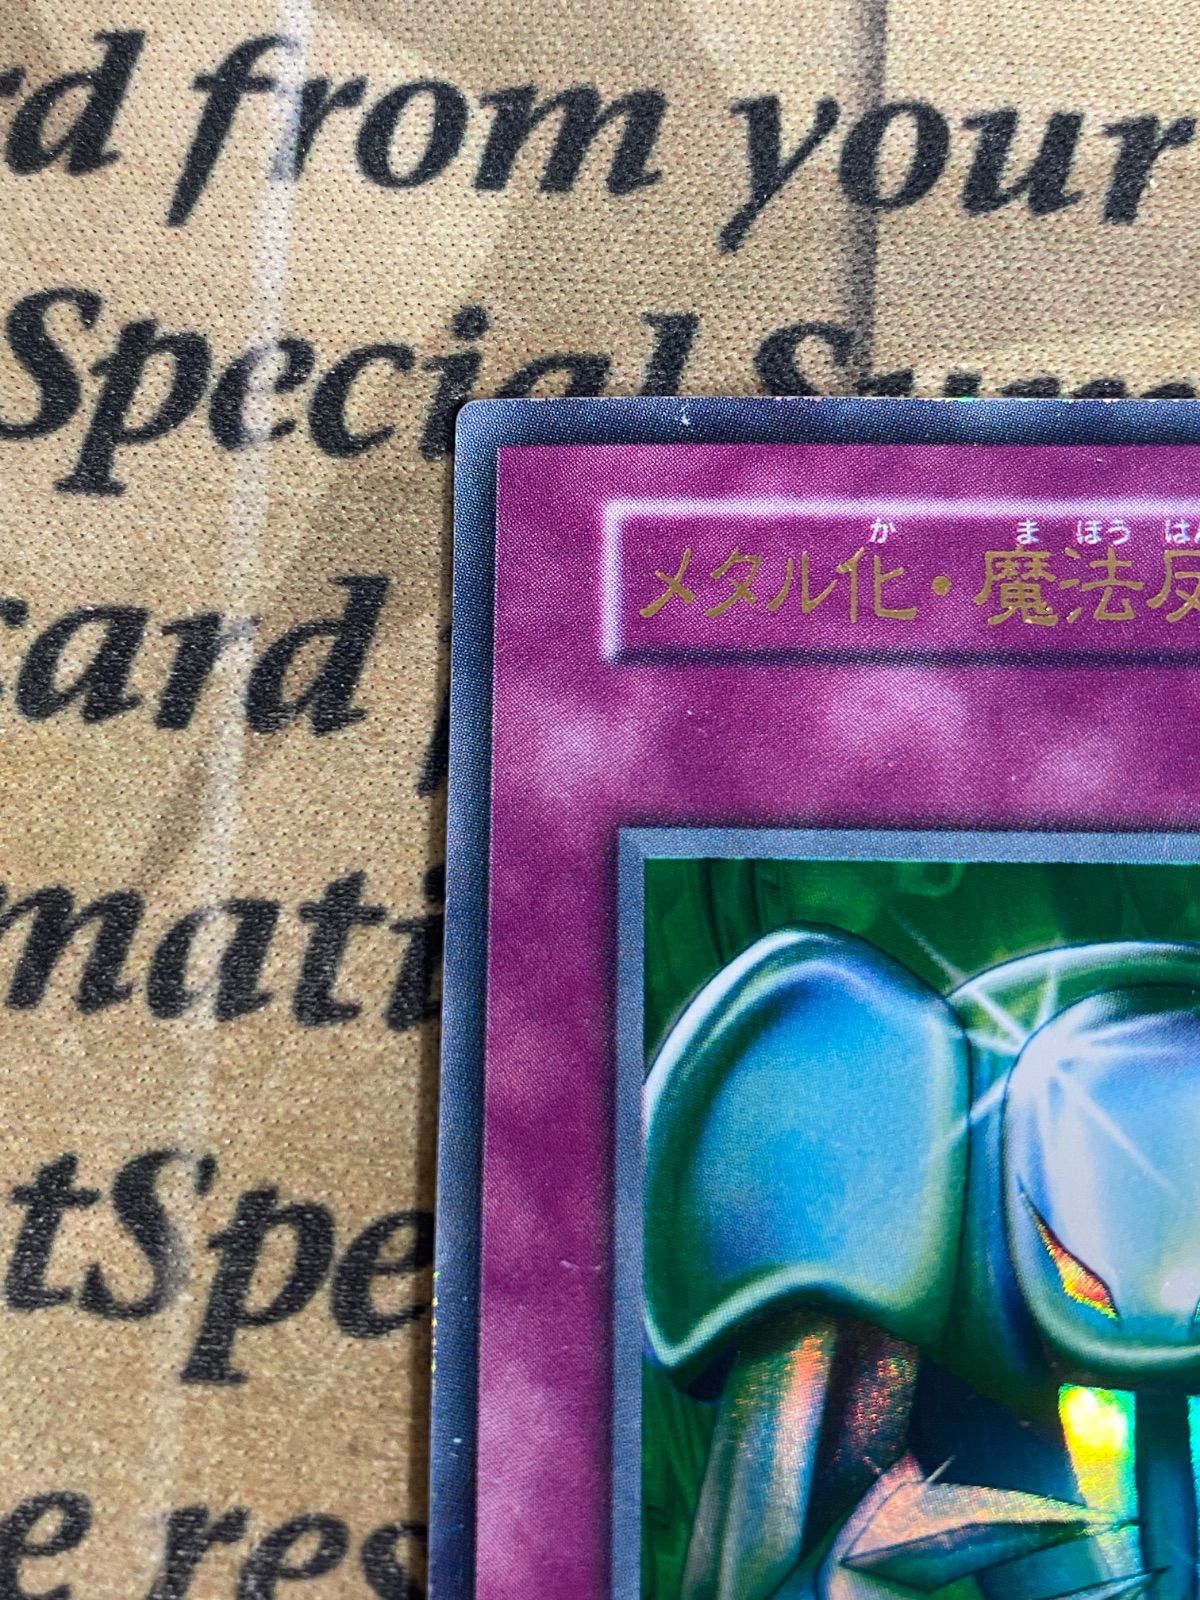 rd from your
Special Sum
card
mati
tSpe
e res
か ま ほう は
メタル化・魔法反